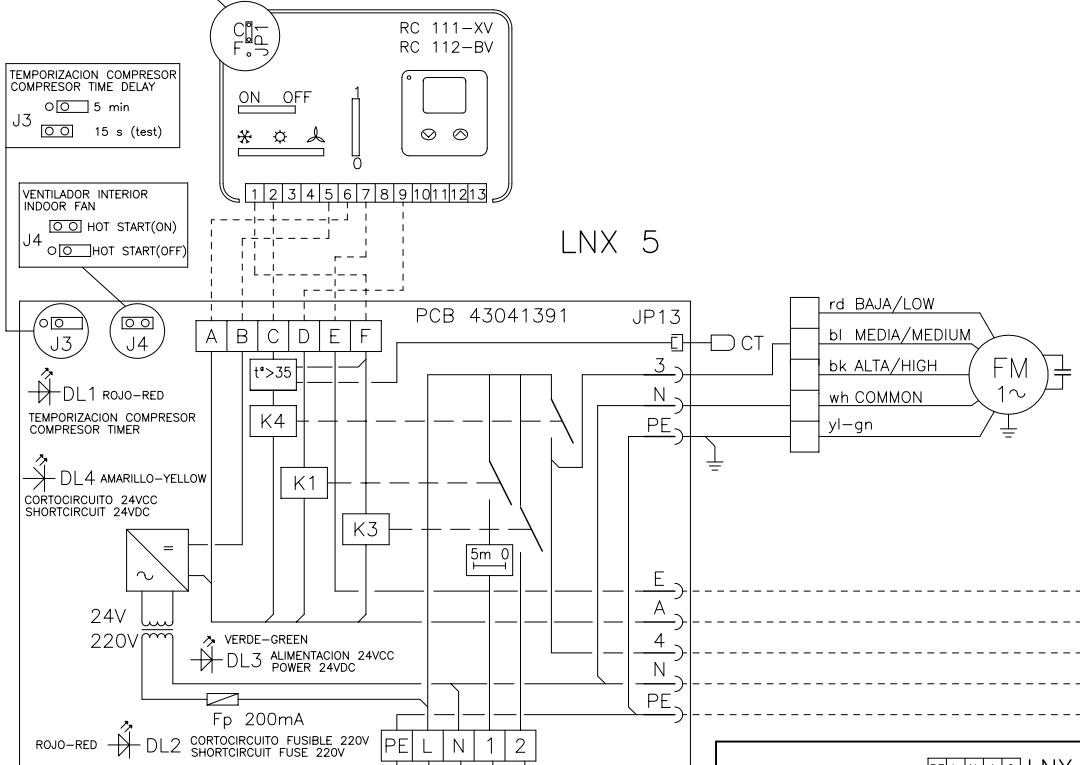 C
F
JP1
RC 111-XV
RC 112-BV
ON OFF
1
0
1 2 3 4 5 6 7 8 9 10 11 12 13
TEMPORIZACION COMPRESOR
COMPRESOR TIME DELAY
J3
5 min
15 s (test)
VENTILADOR INTERIOR
INDOOR FAN
J4
HOT START(ON)
HOT START(OFF)
LNX 5
J3
J4
A B C D E F
PCB 43041391
JP13
CT
3
N
PE
rd BAJA/LOW
bl MEDIA/MEDIUM
bk ALTA/HIGH
wh COMMON
yl-gn
FM
1~
tª>35
K4
K1
K3
5m 0
DL1 ROJO-RED
TEMPORIZACION COMPRESOR
COMPRESOR TIMER
DL4 AMARILLO-YELLOW
CORTOCIRCUITO 24VCC
SHORTCIRCUIT 24VDC
=
~
24V
220V
VERDE-GREEN
DL3 ALIMENTACION 24VCC
POWER 24VDC
E
A
4
N
PE
Fp 200mA
ROJO-RED DL2 CORTOCIRCUITO FUSIBLE 220V
SHORTCIRCUIT FUSE 220V
PE L N 1 2
LNX